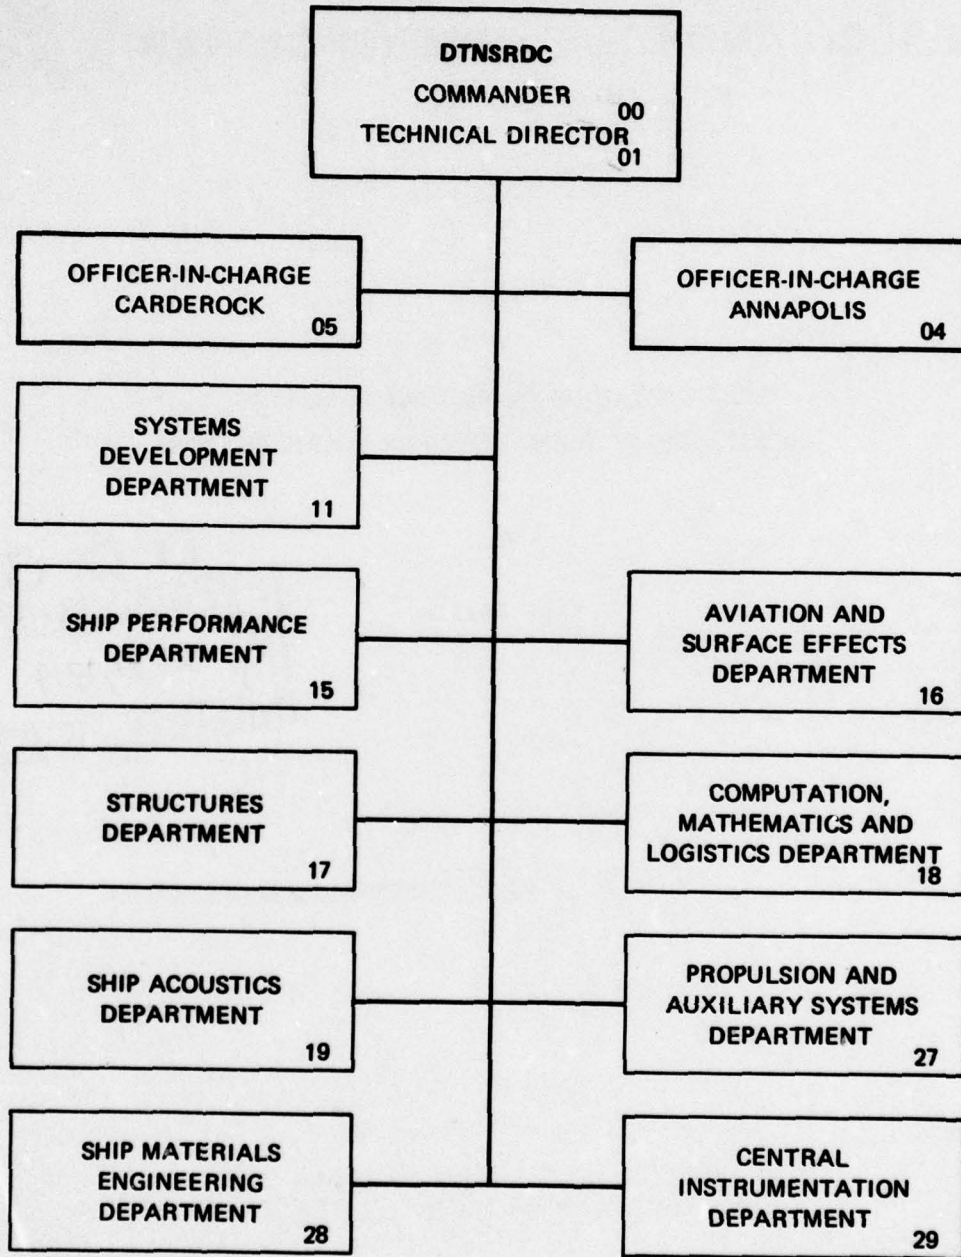 DTNSRDC
COMMANDER
00
TECHNICAL DIRECTOR
01
OFFICER-IN-CHARGE
CARDEROCK
05
OFFICER-IN-CHARGE
ANNAPOLIS
04
SYSTEMS
DEVELOPMENT
DEPARTMENT
11
SHIP PERFORMANCE
DEPARTMENT
15
AVIATION AND
SURFACE EFFECTS
DEPARTMENT
16
STRUCTURES
DEPARTMENT
17
COMPUTATION,
MATHEMATICS AND
LOGISTICS DEPARTMENT
18
SHIP ACOUSTICS
DEPARTMENT
19
PROPULSION AND
AUXILIARY SYSTEMS
DEPARTMENT
27
SHIP MATERIALS
ENGINEERING
DEPARTMENT
28
CENTRAL
INSTRUMENTATION
DEPARTMENT
29